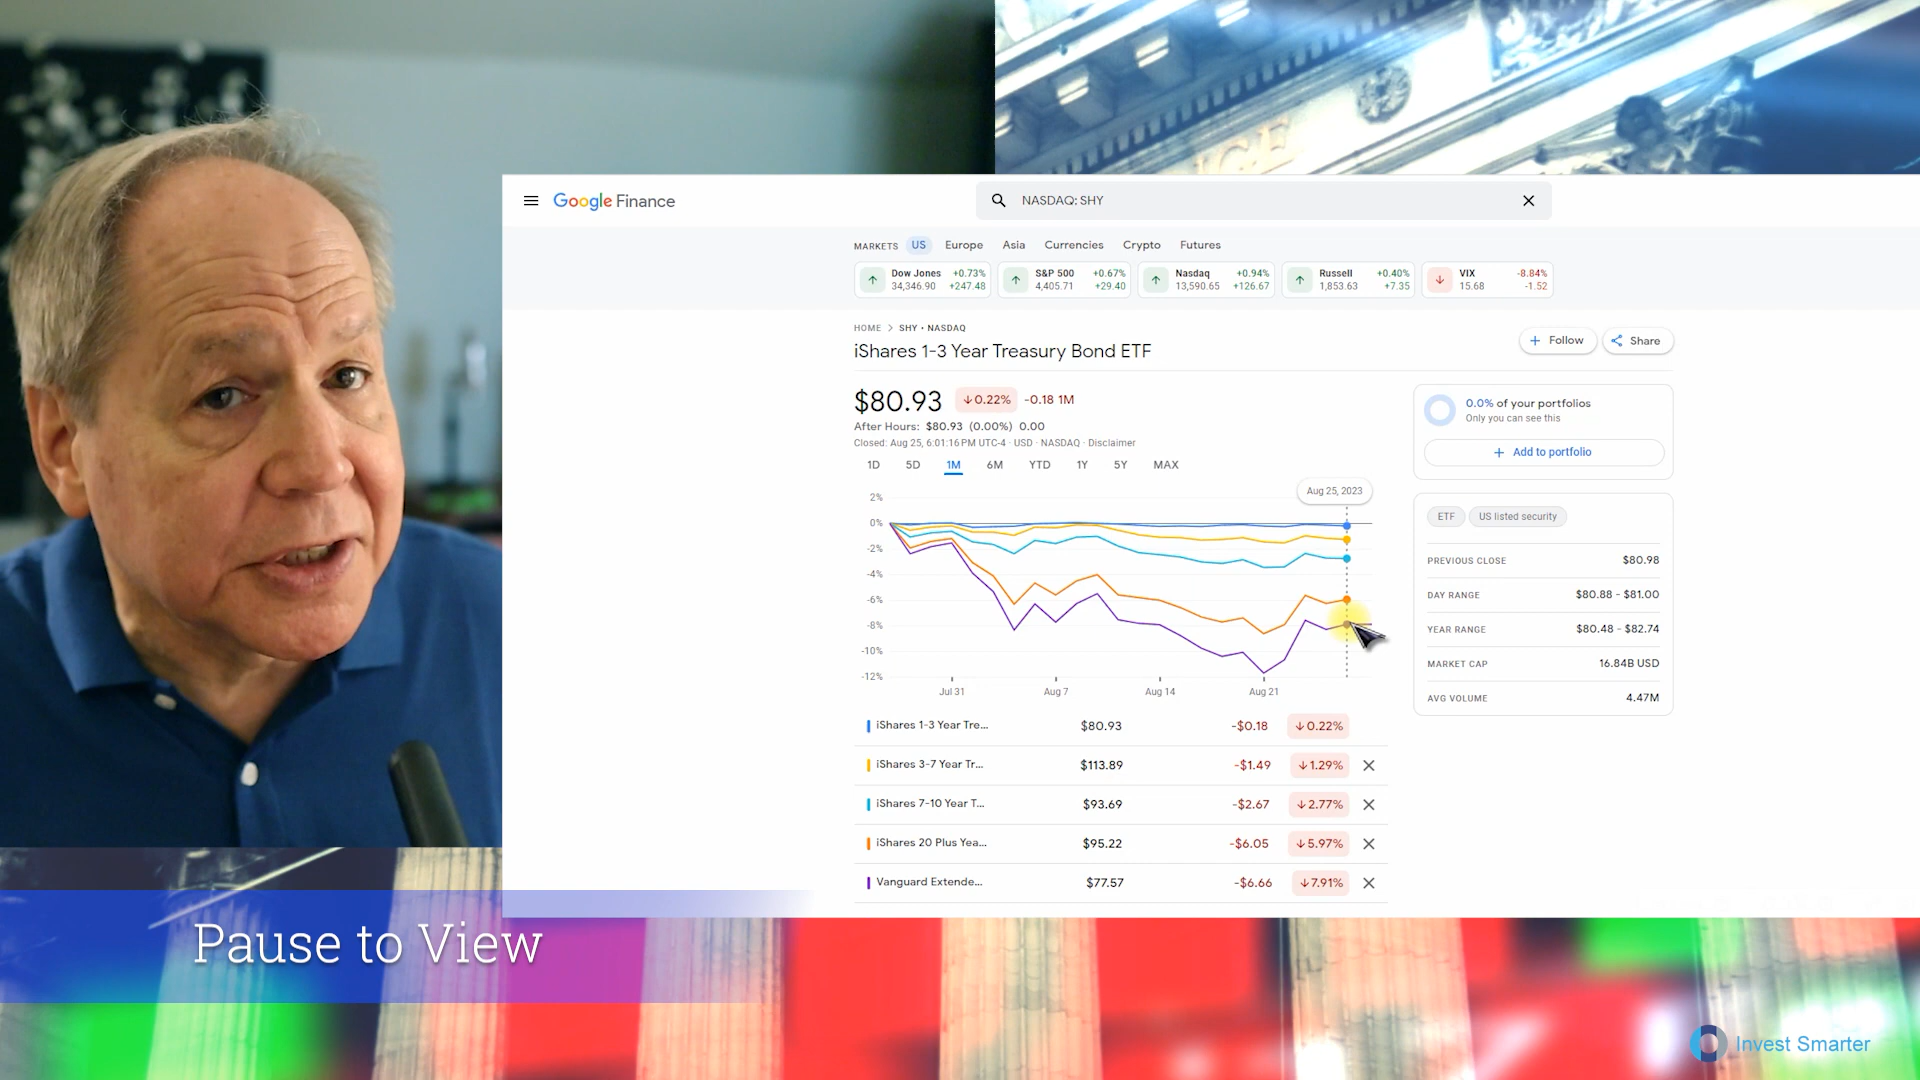 Google Finance
NASDAQ: SHY
MARKETS US Europe Asia Currencies Crypto Futures
Dow Jones +0.73%
34,346.90 +247.48
S&P 500 +0.67%
4,405.71 +29.40
Nasdaq +0.94%
13,590.65 +126.67
Russell +0.40%
1,853.63 +7.35
VIX -8.84%
15.68 -1.52
HOME > SHY • NASDAQ
iShares 1-3 Year Treasury Bond ETF
+ Follow
Share
$80.93 ↓0.22% -0.18 1M
After Hours: $80.93 (0.00%) 0.00
Closed: Aug 25, 6:01:16 PM UTC-4 · USD · NASDAQ · Disclaimer
1D 5D 1M 6M YTD 1Y 5Y MAX
Aug 25, 2023
2%
0%
-2%
-4%
-6%
-8%
-10%
-12%
Jul 31 Aug 7 Aug 14 Aug 21
iShares 1-3 Year Tre... $80.93 -$0.18 ↓0.22%
iShares 3-7 Year Tr... $113.89 -$1.49 ↓1.29%
iShares 7-10 Year T... $93.69 -$2.67 ↓2.77%
iShares 20 Plus Yea... $95.22 -$6.05 ↓5.97%
Vanguard Extende... $77.57 -$6.66 ↓7.91%
0.0% of your portfolios
Only you can see this
+ Add to portfolio
ETF US listed security
PREVIOUS CLOSE $80.98
DAY RANGE $80.88 - $81.00
YEAR RANGE $80.48 - $82.74
MARKET CAP 16.84B USD
AVG VOLUME 4.47M
Pause to View
Invest Smarter